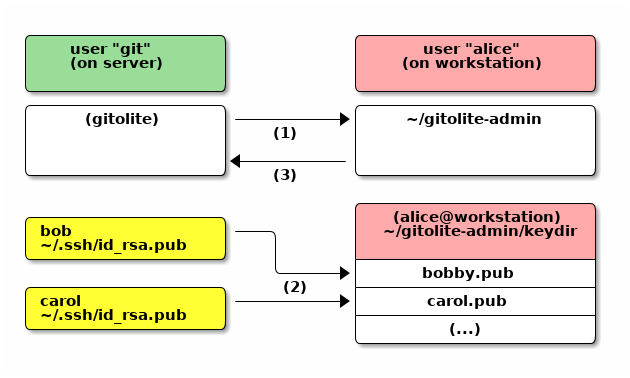 user "git"
(on server)
user "alice"
(on workstation)
(gitolite)
(1)
~/gitolite-admin
(3)
bob
~/.ssh/id_rsa.pub
(alice@workstation)
~/gitolite-admin/keydir
bobby.pub
(2)
carol
~/.ssh/id_rsa.pub
carol.pub
(...)